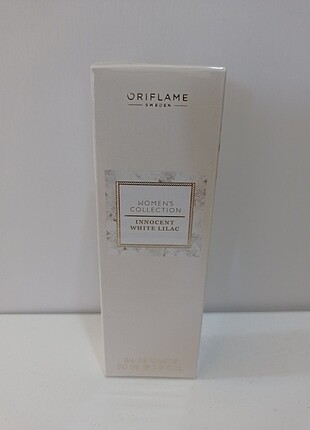 ORIFLAME
SWEDEN
WOMEN'S
COLLECTION
INNOCENT
WHITE LILAC